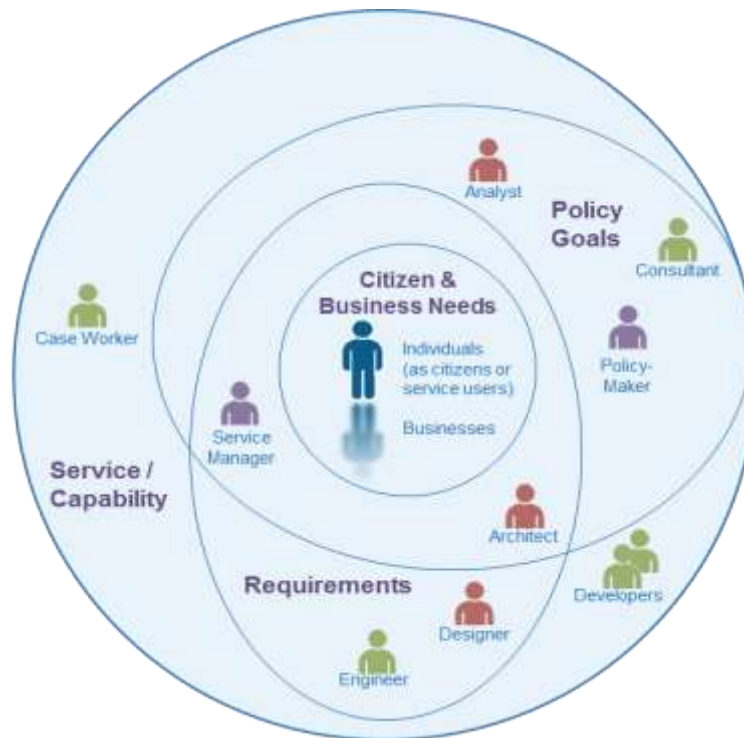 Analyst
Policy
Goals
Consultant
Citizen &
Business Needs
Case Worker
Individuals
(as citizens or
service users)
Policy-
Maker
Businesses
Service
Manager
Service /
Capability
Architect
Requirements
Developers
Designer
Engineer